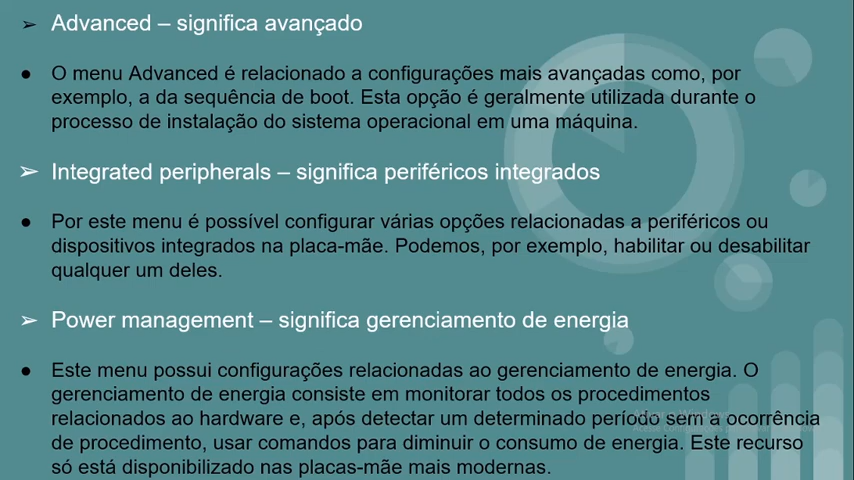 ➢ Advanced – significa avançado
● O menu Advanced é relacionado a configurações mais avançadas como, por
exemplo, a da sequência de boot. Esta opção é geralmente utilizada durante o
processo de instalação do sistema operacional em uma máquina.
➢ Integrated peripherals – significa periféricos integrados
● Por este menu é possível configurar várias opções relacionadas a periféricos ou
dispositivos integrados na placa-mãe. Podemos, por exemplo, habilitar ou desabilitar
qualquer um deles.
➢ Power management – significa gerenciamento de energia
● Este menu possui configurações relacionadas ao gerenciamento de energia. O
gerenciamento de energia consiste em monitorar todos os procedimentos
relacionados ao hardware e, após detectar um determinado período sem a ocorrência
de procedimento, usar comandos para diminuir o consumo de energia. Este recurso
só está disponibilizado nas placas-mãe mais modernas.
Ativar o Windows